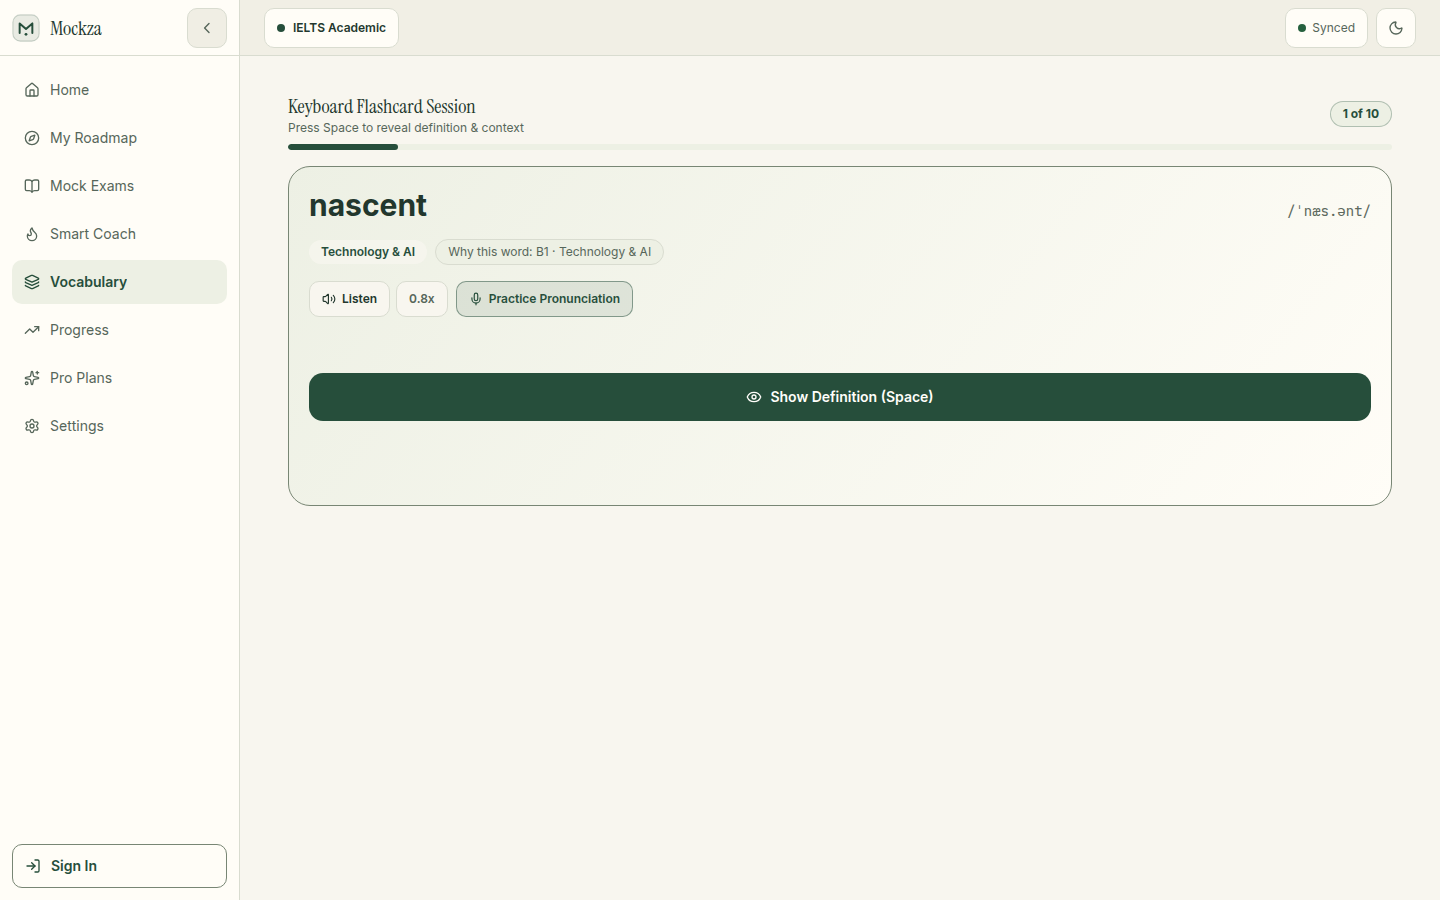 Mockza
IELTS Academic
Synced
Home
My Roadmap
Mock Exams
Smart Coach
Vocabulary
Progress
Pro Plans
Settings
Sign In
Keyboard Flashcard Session
Press Space to reveal definition & context
1 of 10
nascent
/ˈnæs.ənt/
Technology & AI
Why this word: B1 · Technology & AI
Listen
0.8x
Practice Pronunciation
Show Definition (Space)